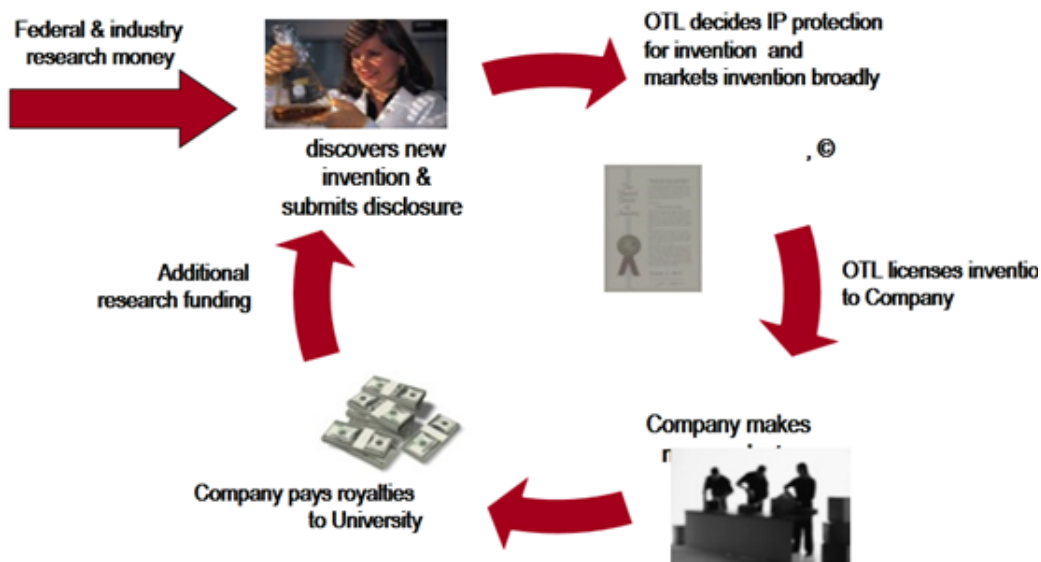 Federal & industry
research money
OTL decides IP protection
for invention and
markets invention broadly
discovers new
invention &
submits disclosure
, ©
Additional
research funding
OTL licenses
to Company
Company makes
Company pays royalties
to University